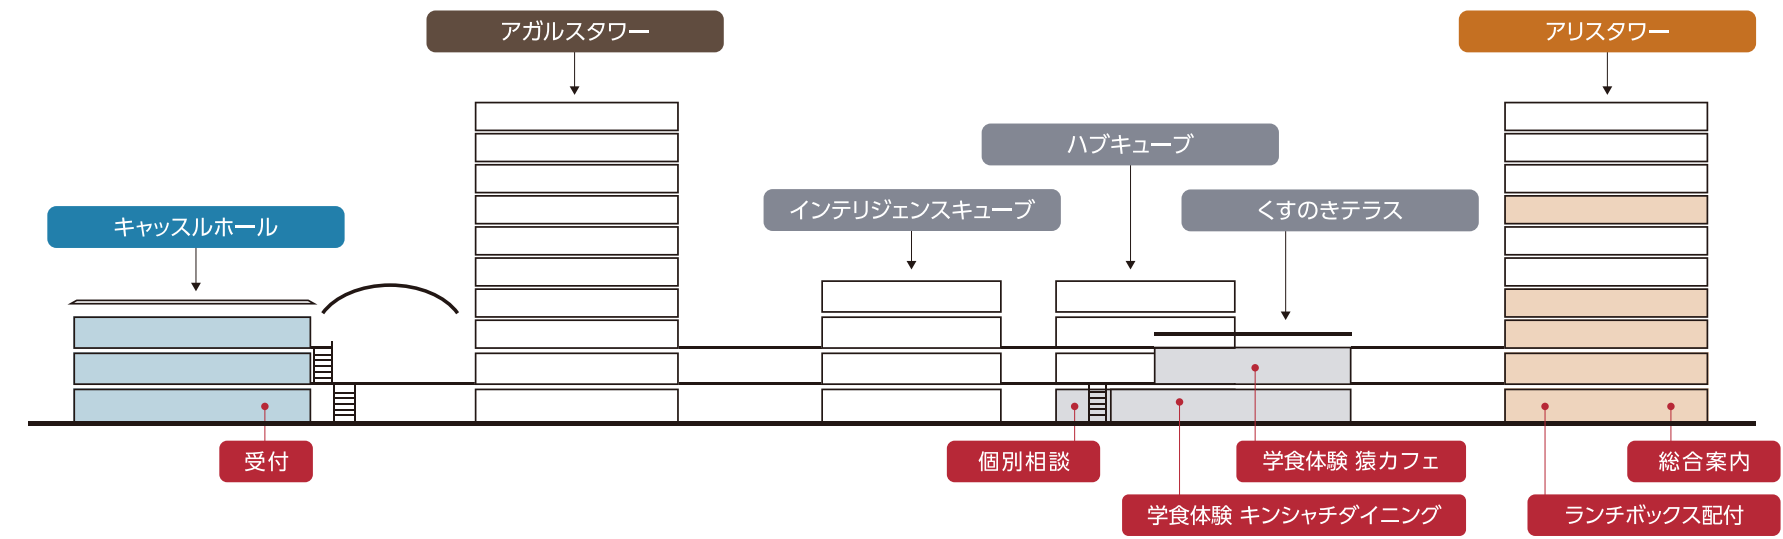 アガルスタワー
アリスタワー
ハブキューブ
インテリジェンスキューブ
くすのきテラス
キャッスルホール
受付
個別相談
学食体験 猿カフェ
総合案内
学食体験 キンシャチダイニング
ランチボックス配付